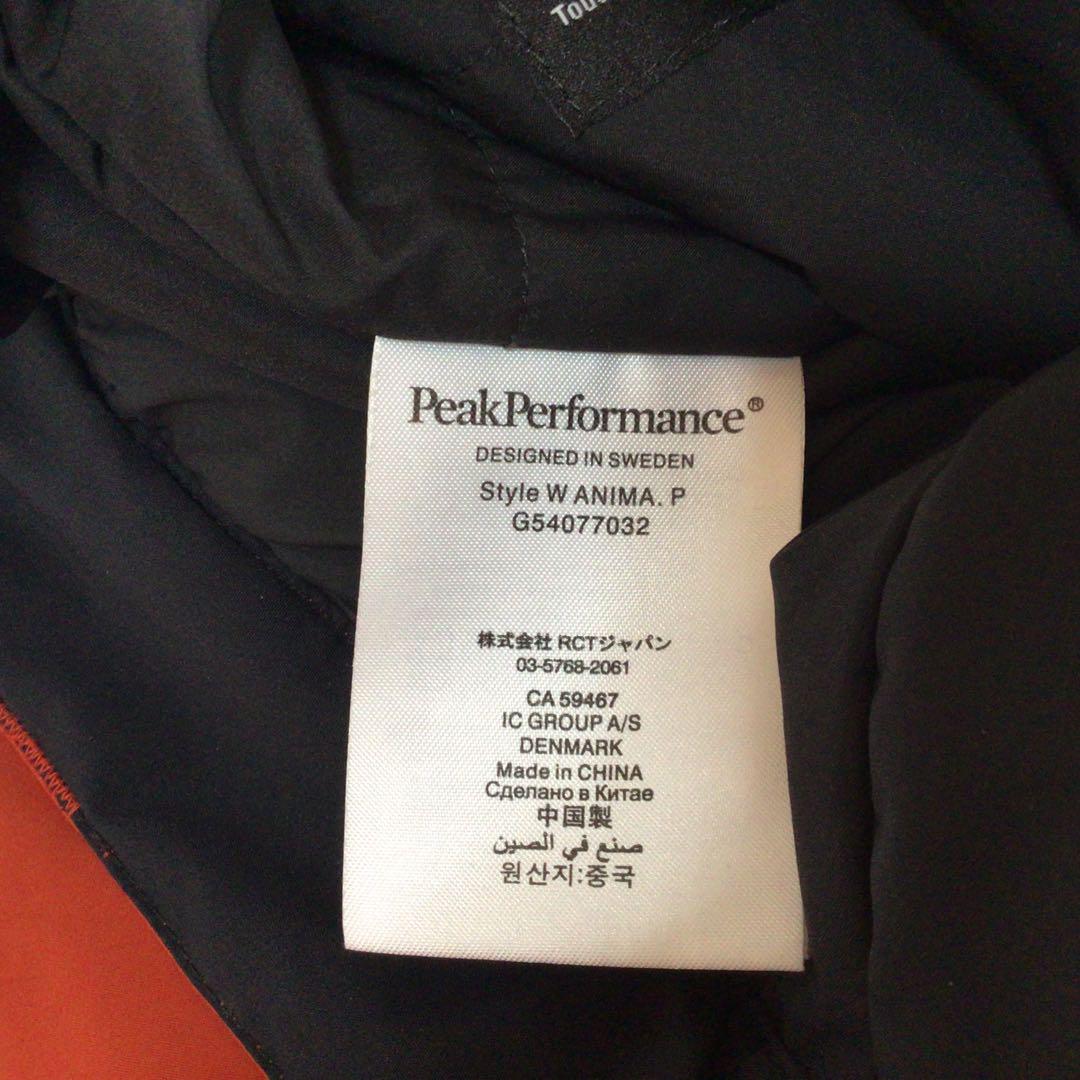 PeakPerformance®
DESIGNED IN SWEDEN
Style W ANIMA. P
G54077032
株式会社 RCTジャパン
03-5768-2061
CA 59467
IC GROUP A/S
DENMARK
Made in CHINA
Сделано в Китае
中国製
صنع في الصين
원산지:중국